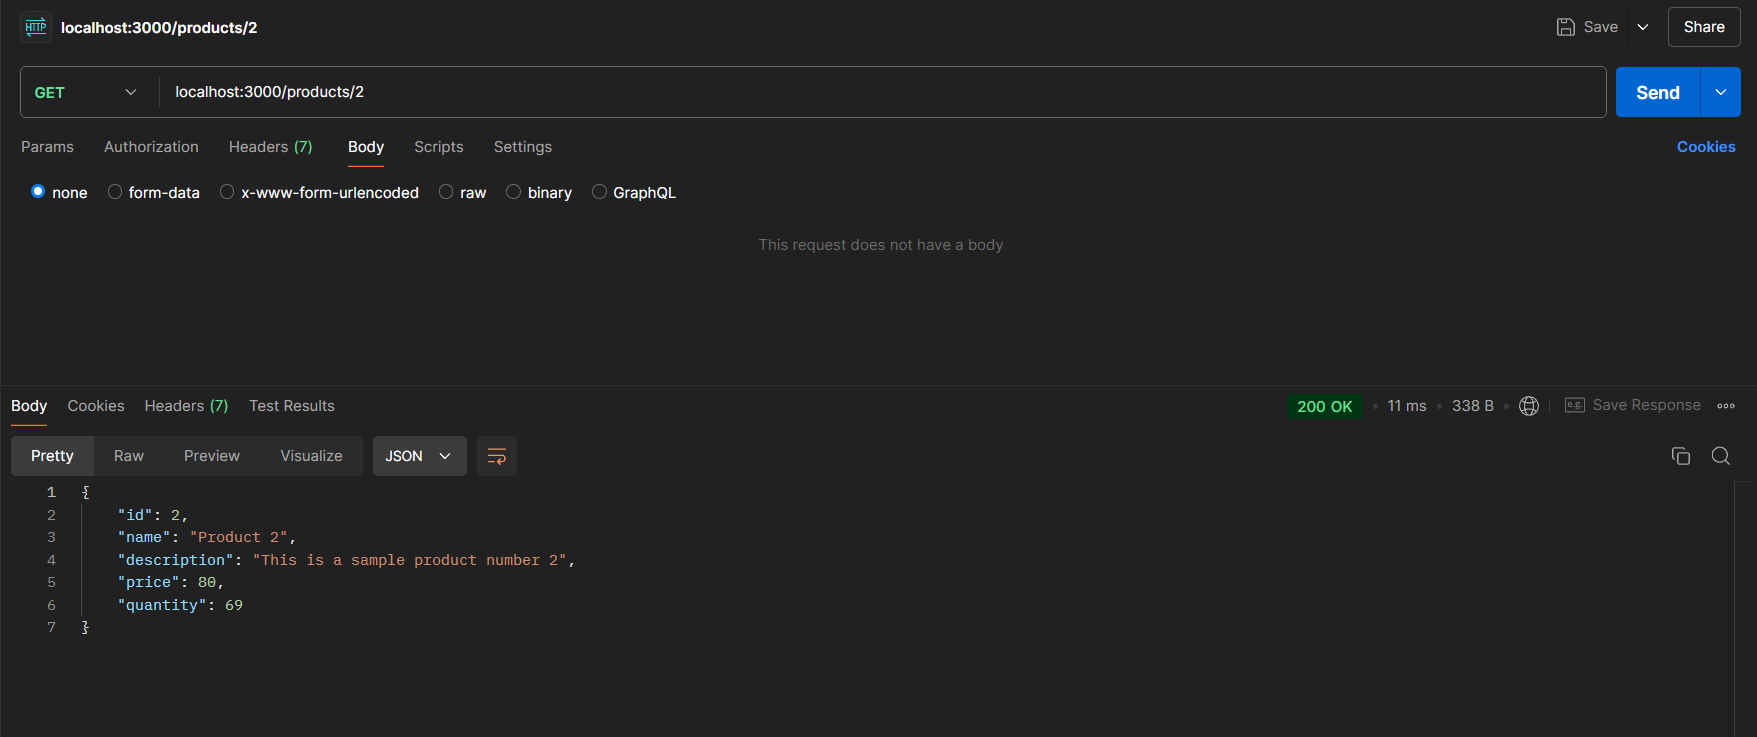 HTTP localhost:3000/products/2 Save Share
GET localhost:3000/products/2 Send
Params Authorization Headers (7) Body Scripts Settings Cookies
none form-data x-www-form-urlencoded raw binary GraphQL
This request does not have a body
Body Cookies Headers (7) Test Results 200 OK • 11 ms • 338 B • e.g. Save Response
Pretty Raw Preview Visualize JSON
1 {
2 "id": 2,
3 "name": "Product 2",
4 "description": "This is a sample product number 2",
5 "price": 80,
6 "quantity": 69
7 }